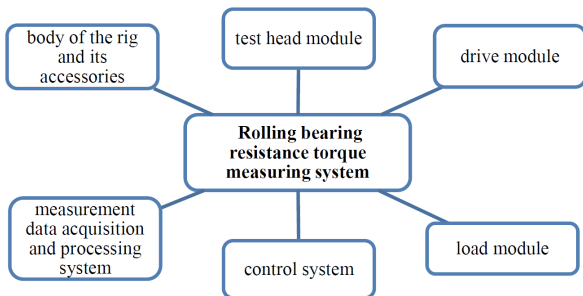 body of the rig
and its
accessories
test head module
drive module
Rolling bearing
resistance torque
measuring system
measurement
data acquisition
and processing
system
control system
load module